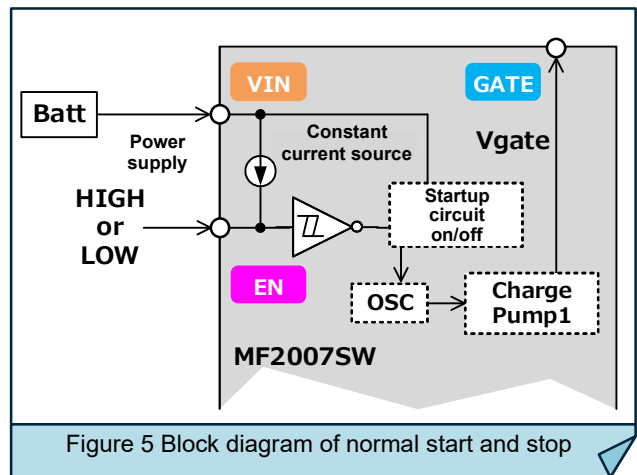 VIN
GATE
Batt
Power
supply
Constant
current source
Vgate
HIGH
or
LOW
Startup
circuit
on/off
EN
OSC
Charge
Pump1
MF2007SW
Figure 5 Block diagram of normal start and stop